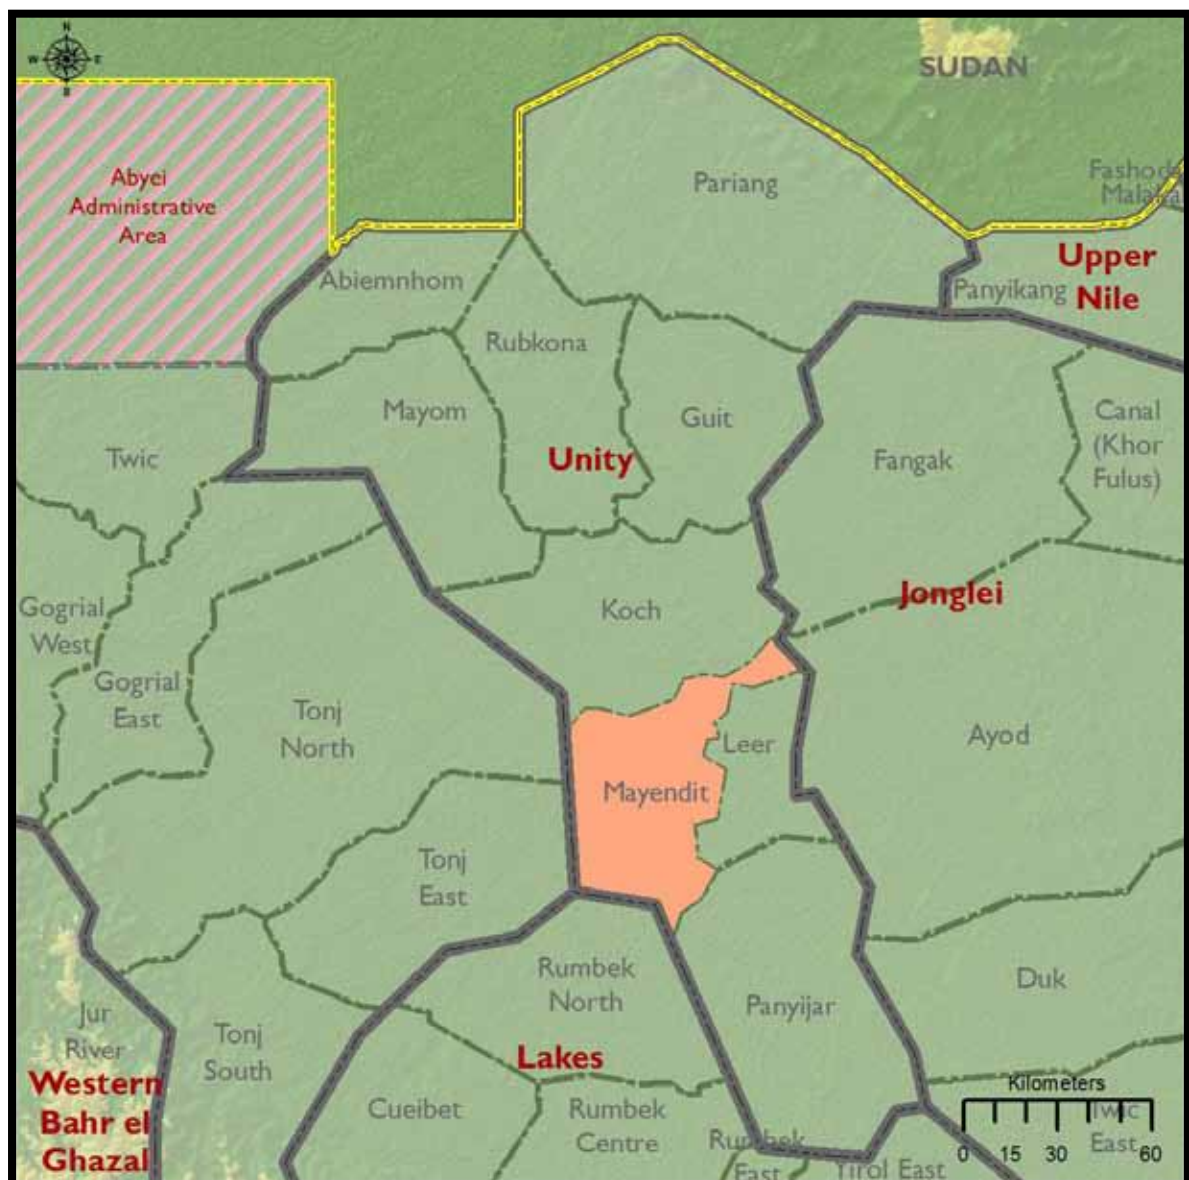 N
W E
S
SUDAN
Abyei
Administrative
Area
Pariang
Fashoda
Malakal
Upper
Nile
Panyikang
Abiemnhom
Rubkona
Mayom
Guit
Unity
Twic
Fangak
Canal
(Khor
Fulus)
Koch
Jonglei
Gogrial
West
Gogrial
East
Tonj
North
Leer
Ayod
Mayendit
Tonj
East
Rumbek
North
Panyijar
Duk
Jur
River
Tonj
South
Lakes
Western
Bahr el
Ghazal
Cueibet
Rumbek
Centre
Rumbek
East
Yirol East
Kilometers
Twic
East
0 15 30 60